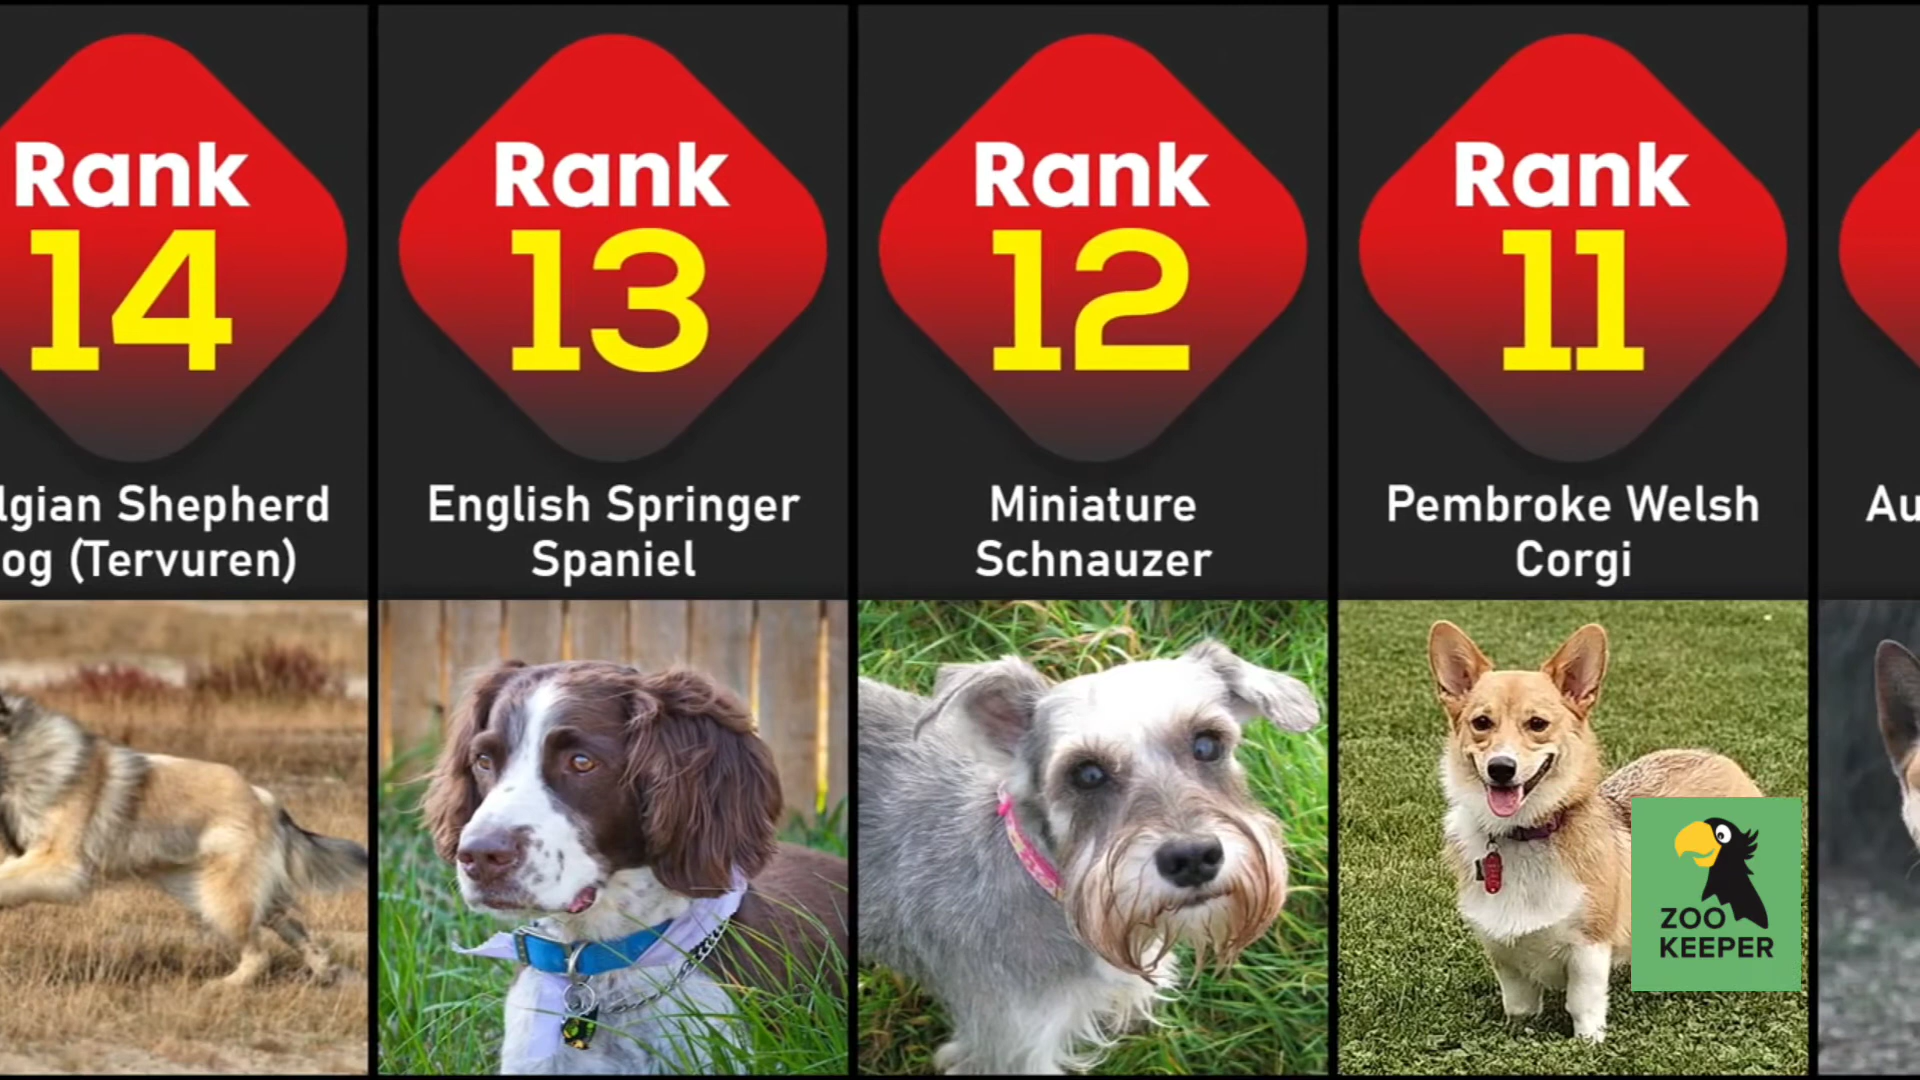 Rank
14
lgian Shepherd
og (Tervuren)
Rank
13
English Springer
Spaniel
Rank
12
Miniature
Schnauzer
Rank
11
Pembroke Welsh
Corgi
Au
ZOO
KEEPER